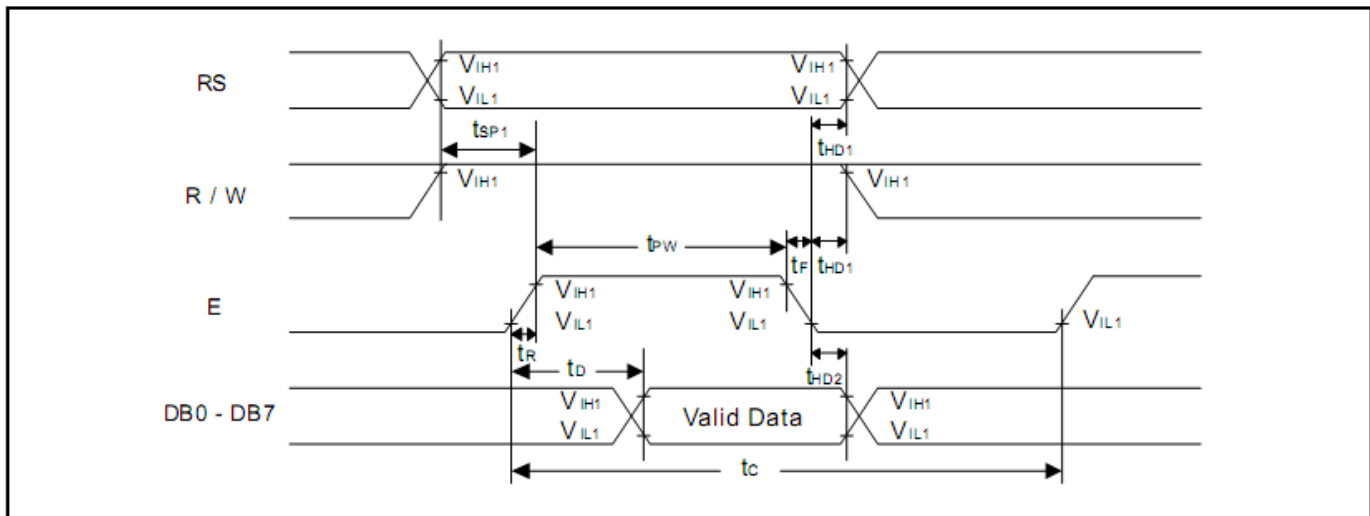 RS
VIH1
VIH1
VIL1
VIL1
tSP1
tHD1
R / W
VIH1
VIH1
tPW
tF
tHD1
E
VIH1
VIH1
VIL1
VIL1
VIL1
tR
tD
tHD2
DB0 - DB7
VIH1
Valid Data
VIH1
VIL1
VIL1
tC